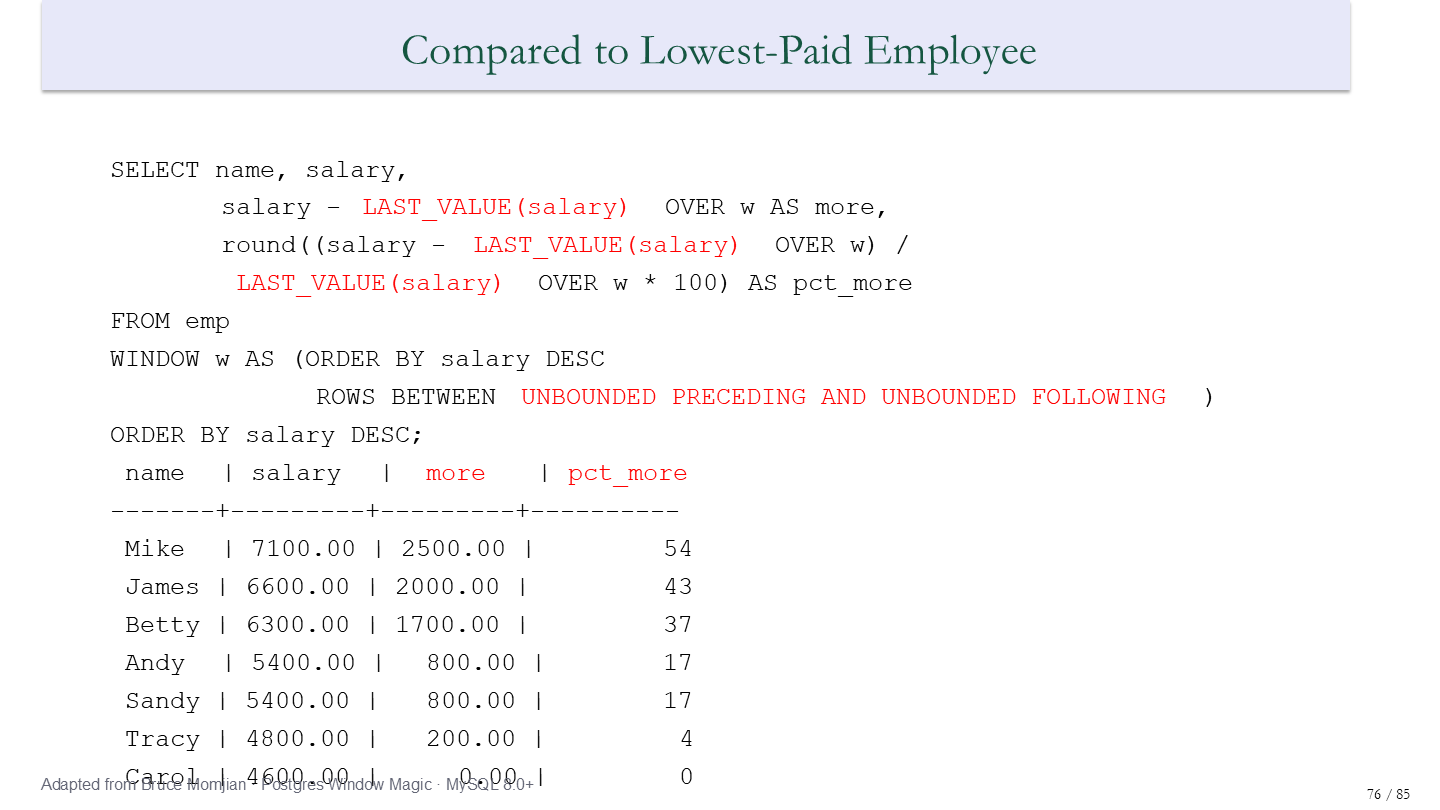 Compared to Lowest-Paid Employee
SELECT name, salary,
salary - LAST_VALUE(salary) OVER w AS more,
round((salary - LAST_VALUE(salary) OVER w) /
LAST_VALUE(salary) OVER w * 100) AS pct_more
FROM emp
WINDOW w AS (ORDER BY salary DESC
ROWS BETWEEN UNBOUNDED PRECEDING AND UNBOUNDED FOLLOWING )
ORDER BY salary DESC;
name | salary | more | pct_more
-------+---------+---------+----------
Mike | 7100.00 | 2500.00 | 54
James | 6600.00 | 2000.00 | 43
Betty | 6300.00 | 1700.00 | 37
Andy | 5400.00 | 800.00 | 17
Sandy | 5400.00 | 800.00 | 17
Tracy | 4800.00 | 200.00 | 4
Carol | 4600.00 | 0.00 | 0
Adapted from Bruce Momjian · Postgres Window Magic · MySQL 8.0+
76 / 85